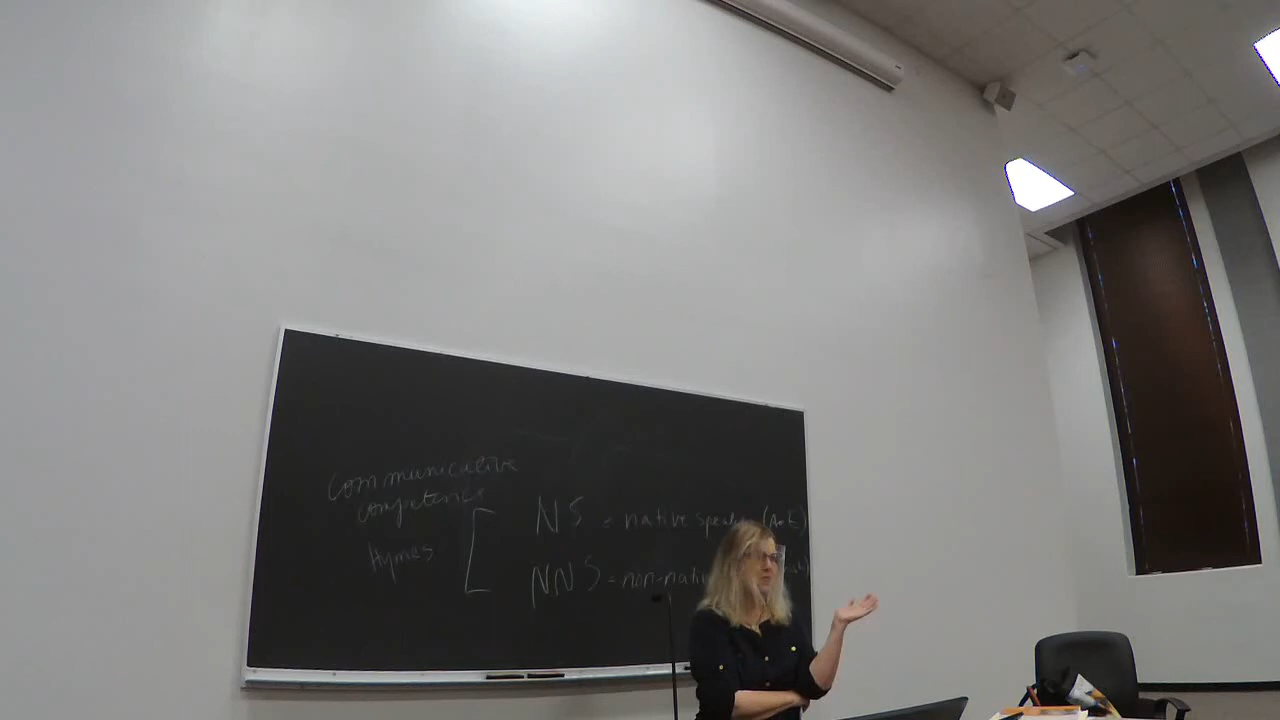 communicative
competence
Hymes
NS = native speaker
NNS = non-nati